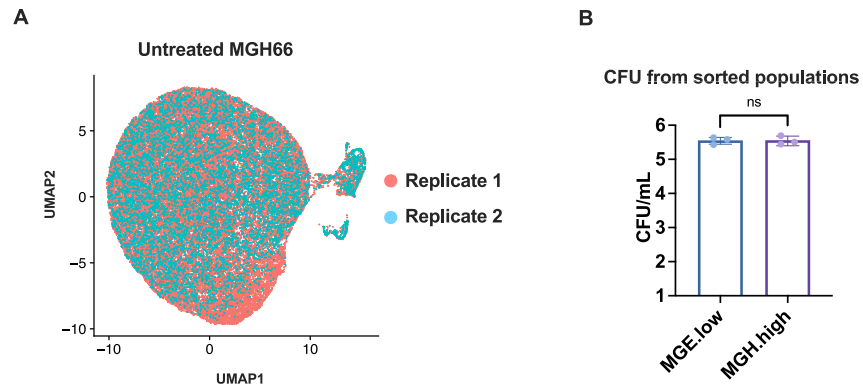 A
Untreated MGH66
5
0
−5
−10
UMAP2
−10
0
10
UMAP1
Replicate 1
Replicate 2
B
CFU from sorted populations
ns
6
5
4
3
2
1
CFU/mL
MGE.low
MGH.high